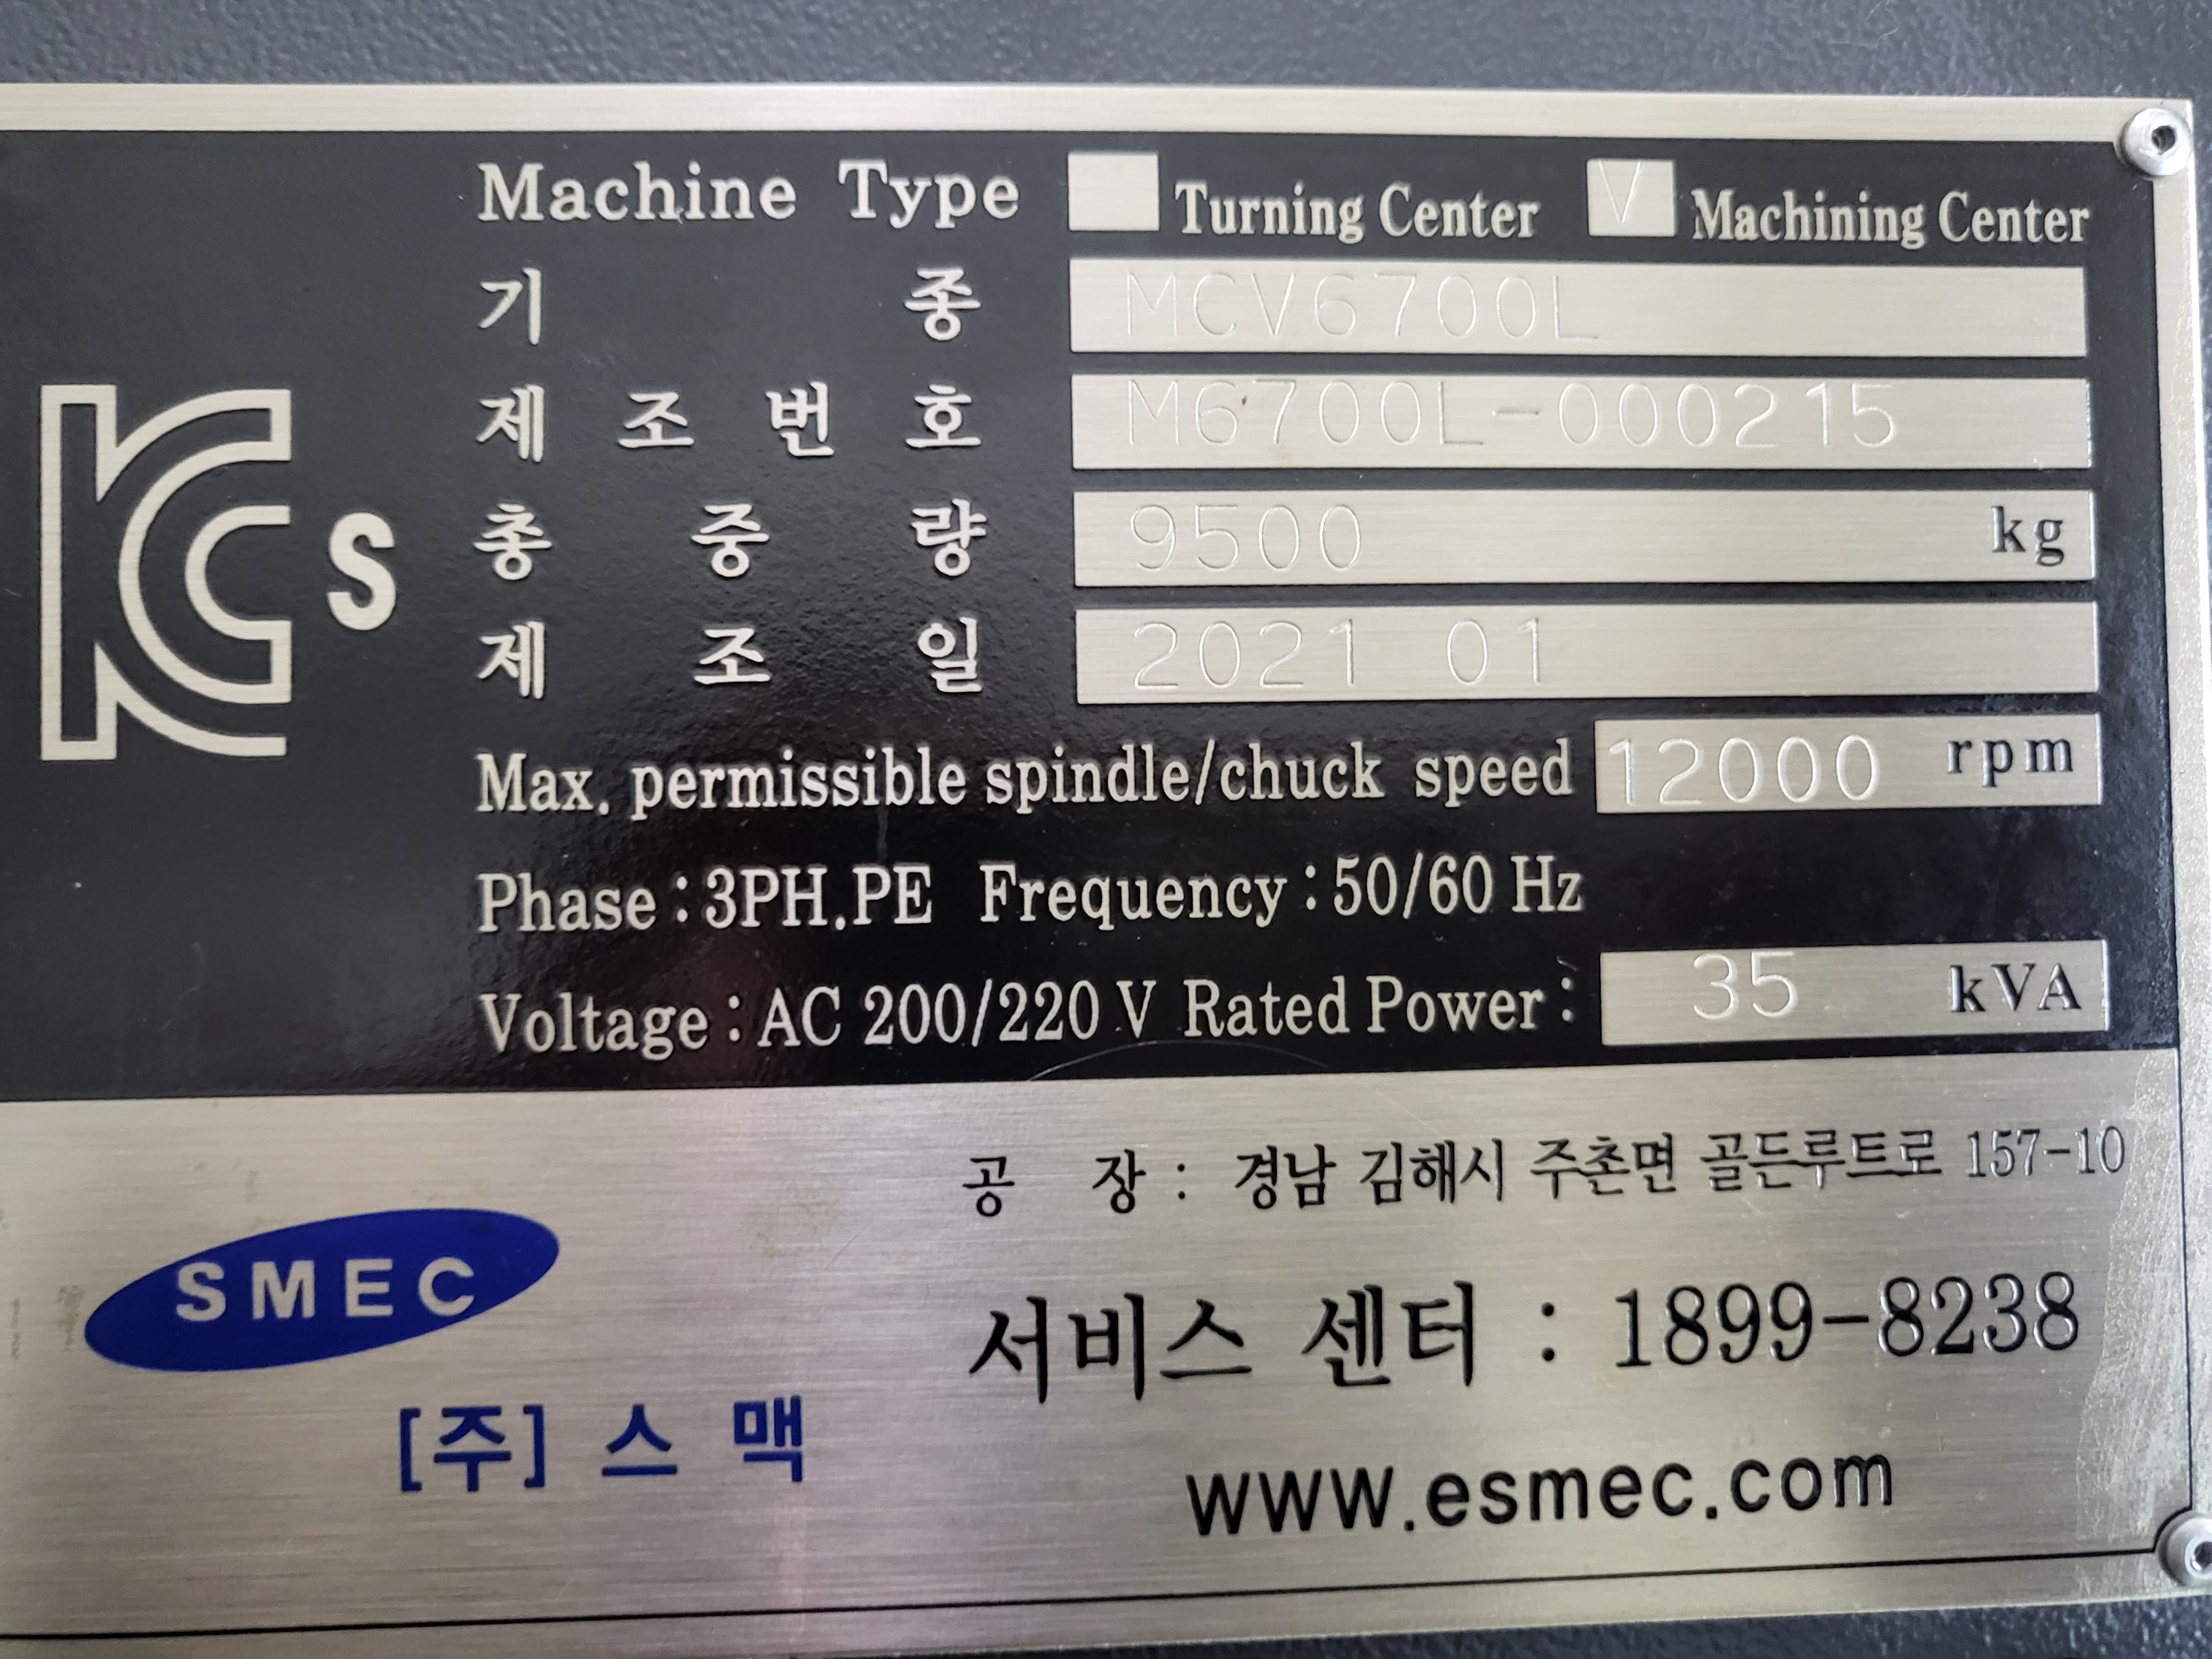 Machine Type Turning Center V Machining Center
기 종 MCV6700L
제 조 번 호 M6700L-000215
총 중 량 9500 kg
제 조 일 2021 01
Max. permissible spindle/chuck speed 12000 rpm
Phase : 3PH.PE Frequency : 50/60 Hz
Voltage : AC 200/220 V Rated Power : 35 kVA
KCs
공 장 : 경남 김해시 주촌면 골든루트로 157-10
SMEC
서비스 센터 : 1899-8238
[주] 스 맥
www.esmec.com